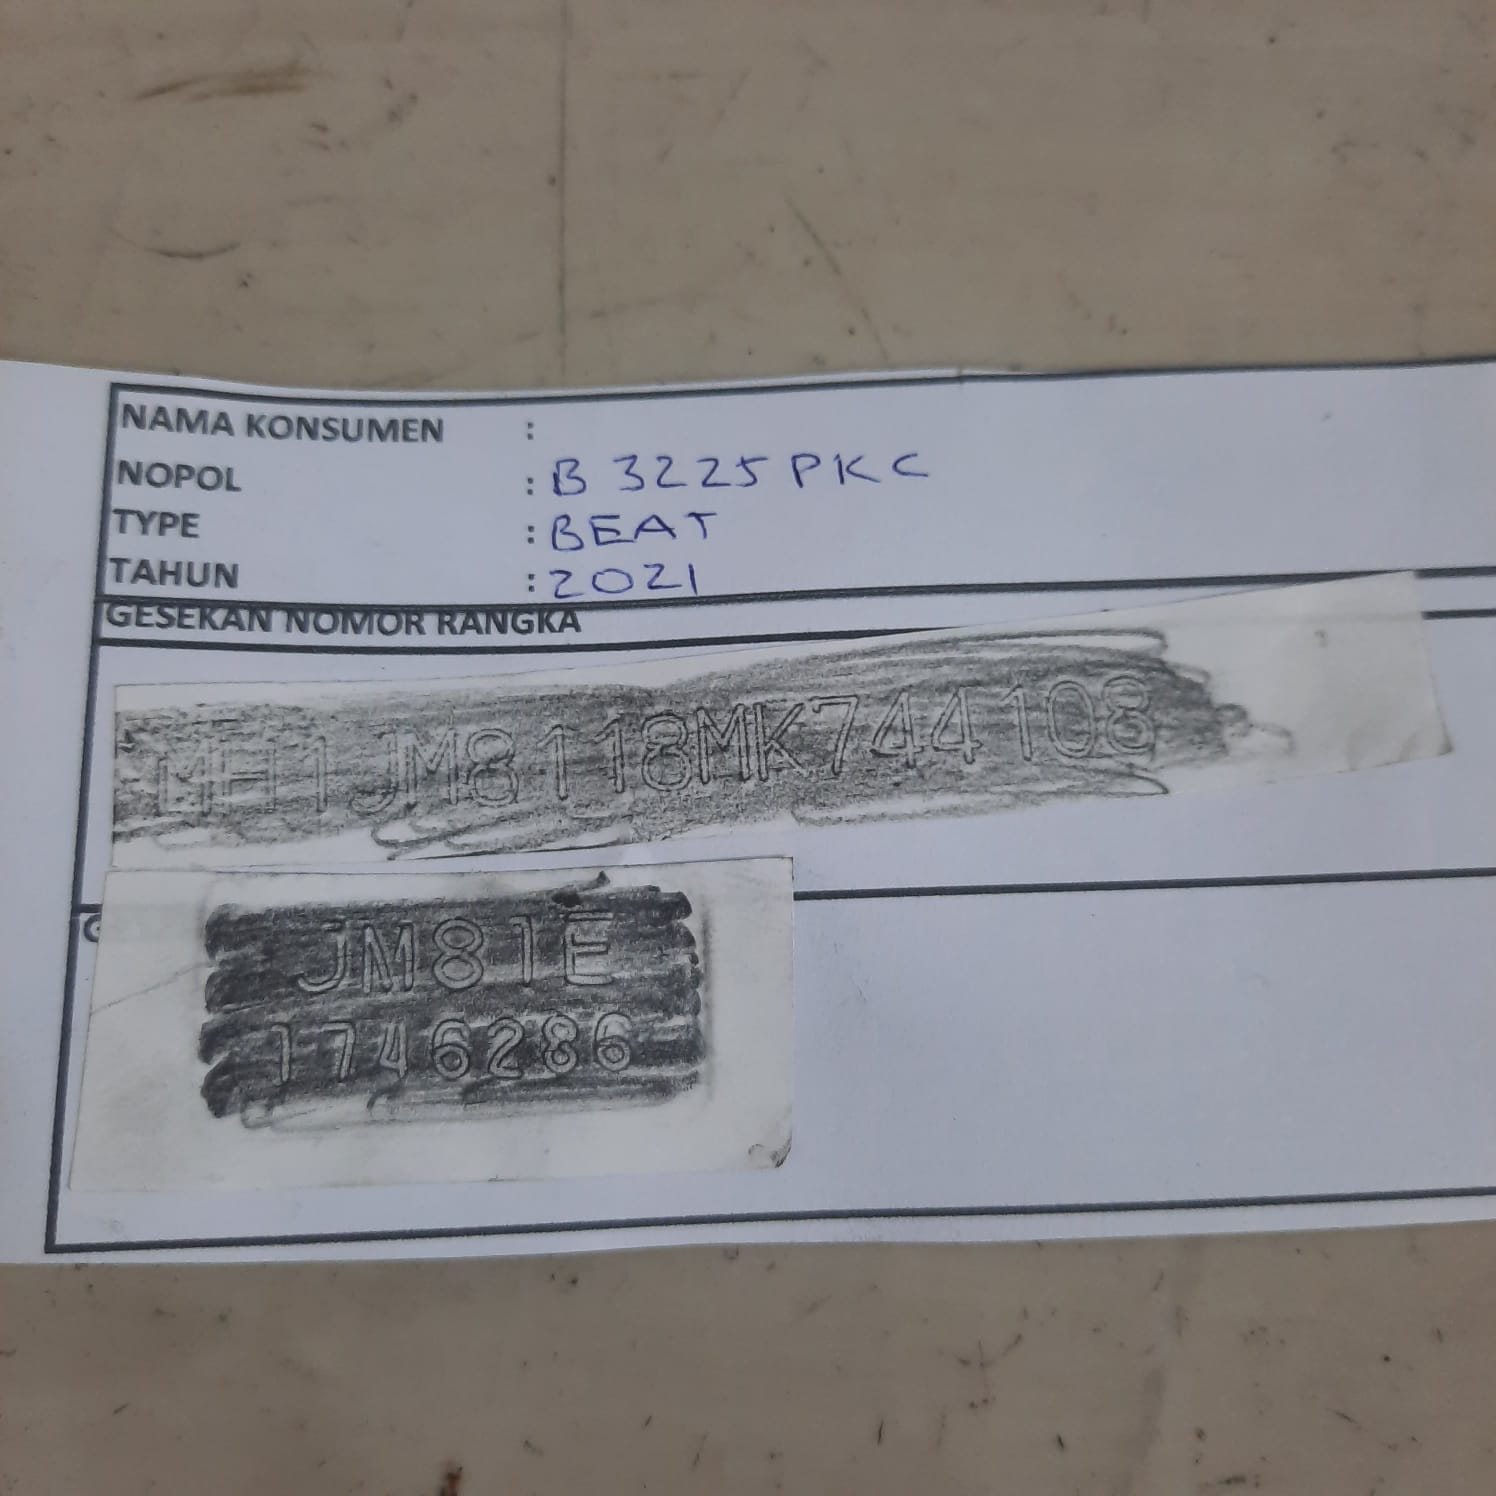 NAMA KONSUMEN :
NOPOL : B 3225 PKC
TYPE : BEAT
TAHUN : 2021
GESEKAN NOMOR RANGKA
MH1JM8118MK744108
JM81E
1746286